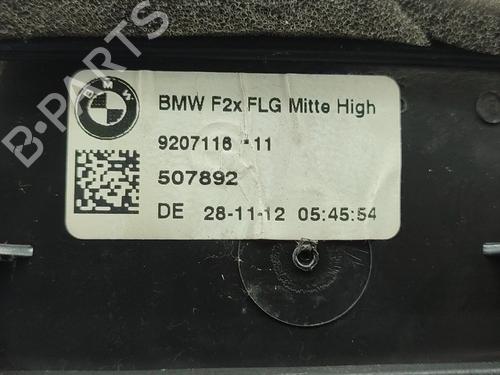 B-PARTS
BMW
BMW F2x FLG Mitte High
9207116 -11
507892
DE 28-11-12 05:45:54